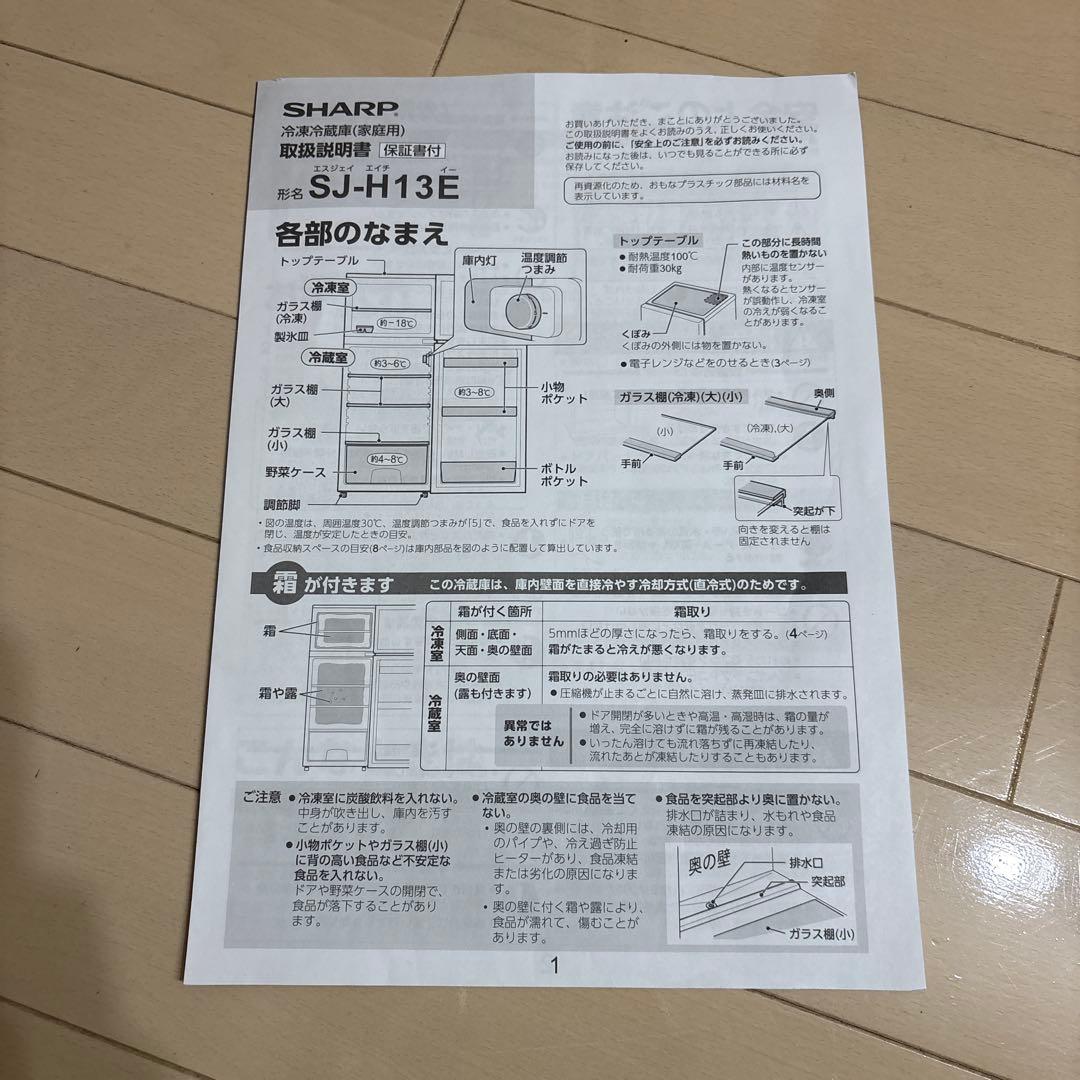 SHARP®
冷凍冷蔵庫(家庭用)
取扱説明書 保証書付
エスジェイ エイチ イー
形名 SJ-H13E
お買いあげいただき、まことにありがとうございました。
この取扱説明書をよくお読みのうえ、正しくお使いください。
ご使用の前に、「安全上のご注意」を必ずお読みください。
お読みになった後は、いつでも見ることができる所に必ず
保存してください。
再資源化のため、おもなプラスチック部品には材料名を
表示しています。
各部のなまえ
トップテーブル
冷凍室
ガラス棚
(冷凍)
製氷皿
約−18℃
冷蔵室
約3~6℃
ガラス棚
(大)
ガラス棚
(小)
野菜ケース
約4~8℃
調節脚
庫内灯
温度調節
つまみ
約3~8℃
小物
ポケット
ボトル
ポケット
トップテーブル
●耐熱温度100℃
●耐荷重30kg
この部分に長時間
熱いものを置かない
内部に温度センサー
があります。
熱くなるとセンサー
が誤動作し、冷凍室
の冷えが弱くなるこ
とがあります。
くぼみ
くぼみの外側には物を置かない。
●電子レンジなどをのせるとき(3ページ)
ガラス棚(冷凍)(大)(小)
奥側
(小)
(冷凍),(大)
手前
手前
突起が下
向きを変えると棚は
固定されません
・図の温度は、周囲温度30℃、温度調節つまみが「5」で、食品を入れずにドアを
閉じ、温度が安定したときの目安。
・食品収納スペースの目安(8ページ)は庫内部品を図のように配置して算出しています。
霜が付きます
この冷蔵庫は、庫内壁面を直接冷やす冷却方式(直冷式)のためです。
霜
霜や露
霜が付く箇所
霜取り
冷凍室
側面・底面・
天面・奥の壁面
5mmほどの厚さになったら、霜取りをする。(4ページ)
霜がたまると冷えが悪くなります。
冷蔵室
奥の壁面
(露も付きます)
霜取りの必要はありません。
●圧縮機が止まるごとに自然に溶け、蒸発皿に排水されます。
異常では
ありません
●ドア開閉が多いときや高温・高湿時は、霜の量が
増え、完全に溶けずに霜が残ることがあります。
●いったん溶けても流れ落ちずに再凍結したり、
流れたあとが凍結したりすることもあります。
ご注意
●冷凍室に炭酸飲料を入れない。
中身が吹き出し、庫内を汚す
ことがあります。
●小物ポケットやガラス棚(小)
に背の高い食品など不安定な
食品を入れない。
ドアや野菜ケースの開閉で、
食品が落下することがあり
ます。
●冷蔵室の奥の壁に食品を当て
ない。
・奥の壁の裏側には、冷却用
のパイプや、冷え過ぎ防止
ヒーターがあり、食品凍結
または劣化の原因になりま
す。
・奥の壁に付く霜や露により、
食品が濡れて、傷むことが
あります。
●食品を突起部より奥に置かない。
排水口が詰まり、水もれや食品
凍結の原因になります。
奥の壁
排水口
突起部
ガラス棚(小)
1